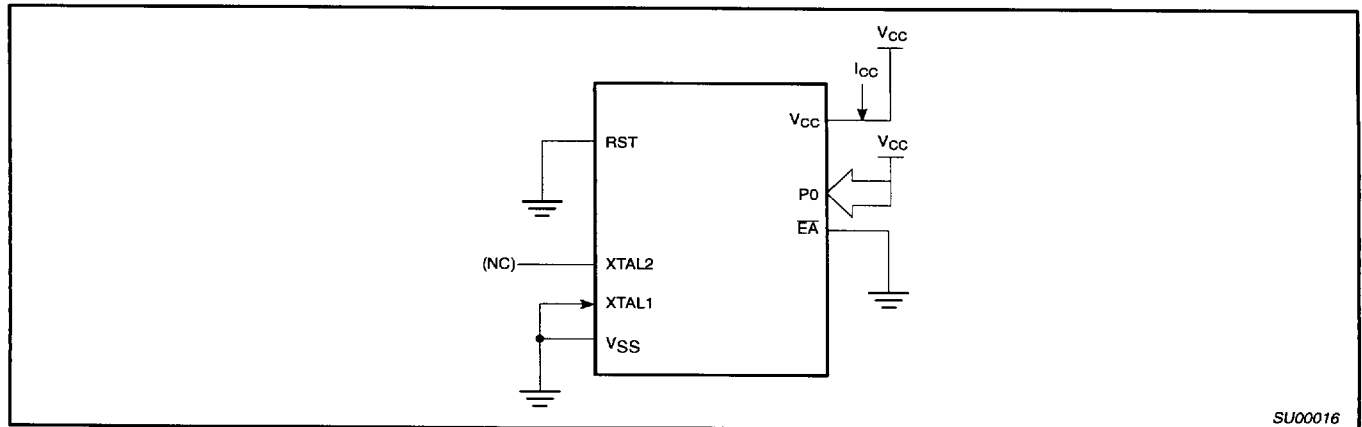 VCC
ICC
VCC
RST
VCC
P0
EA
(NC)
XTAL2
XTAL1
VSS
SU00016